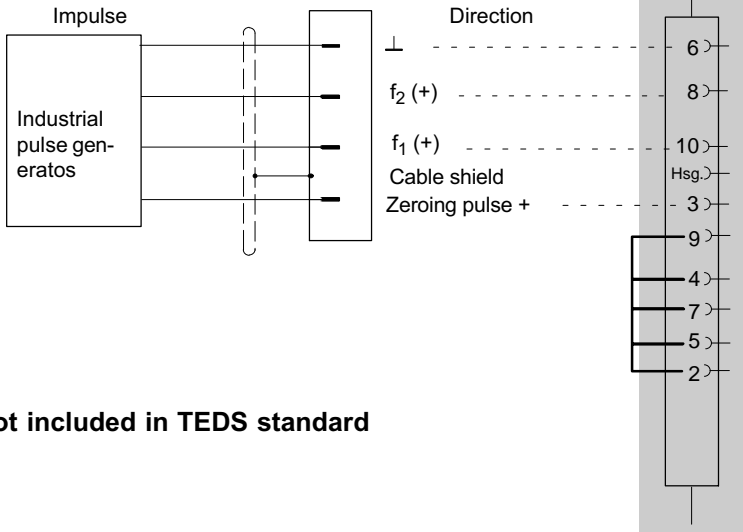 Impulse
Direction
Industrial
pulse gen-
eratos
⊥
f₂ (+)
f₁ (+)
Cable shield
Zeroing pulse +
6
8
10
Hsg.
3
9
4
7
5
2
ot included in TEDS standard